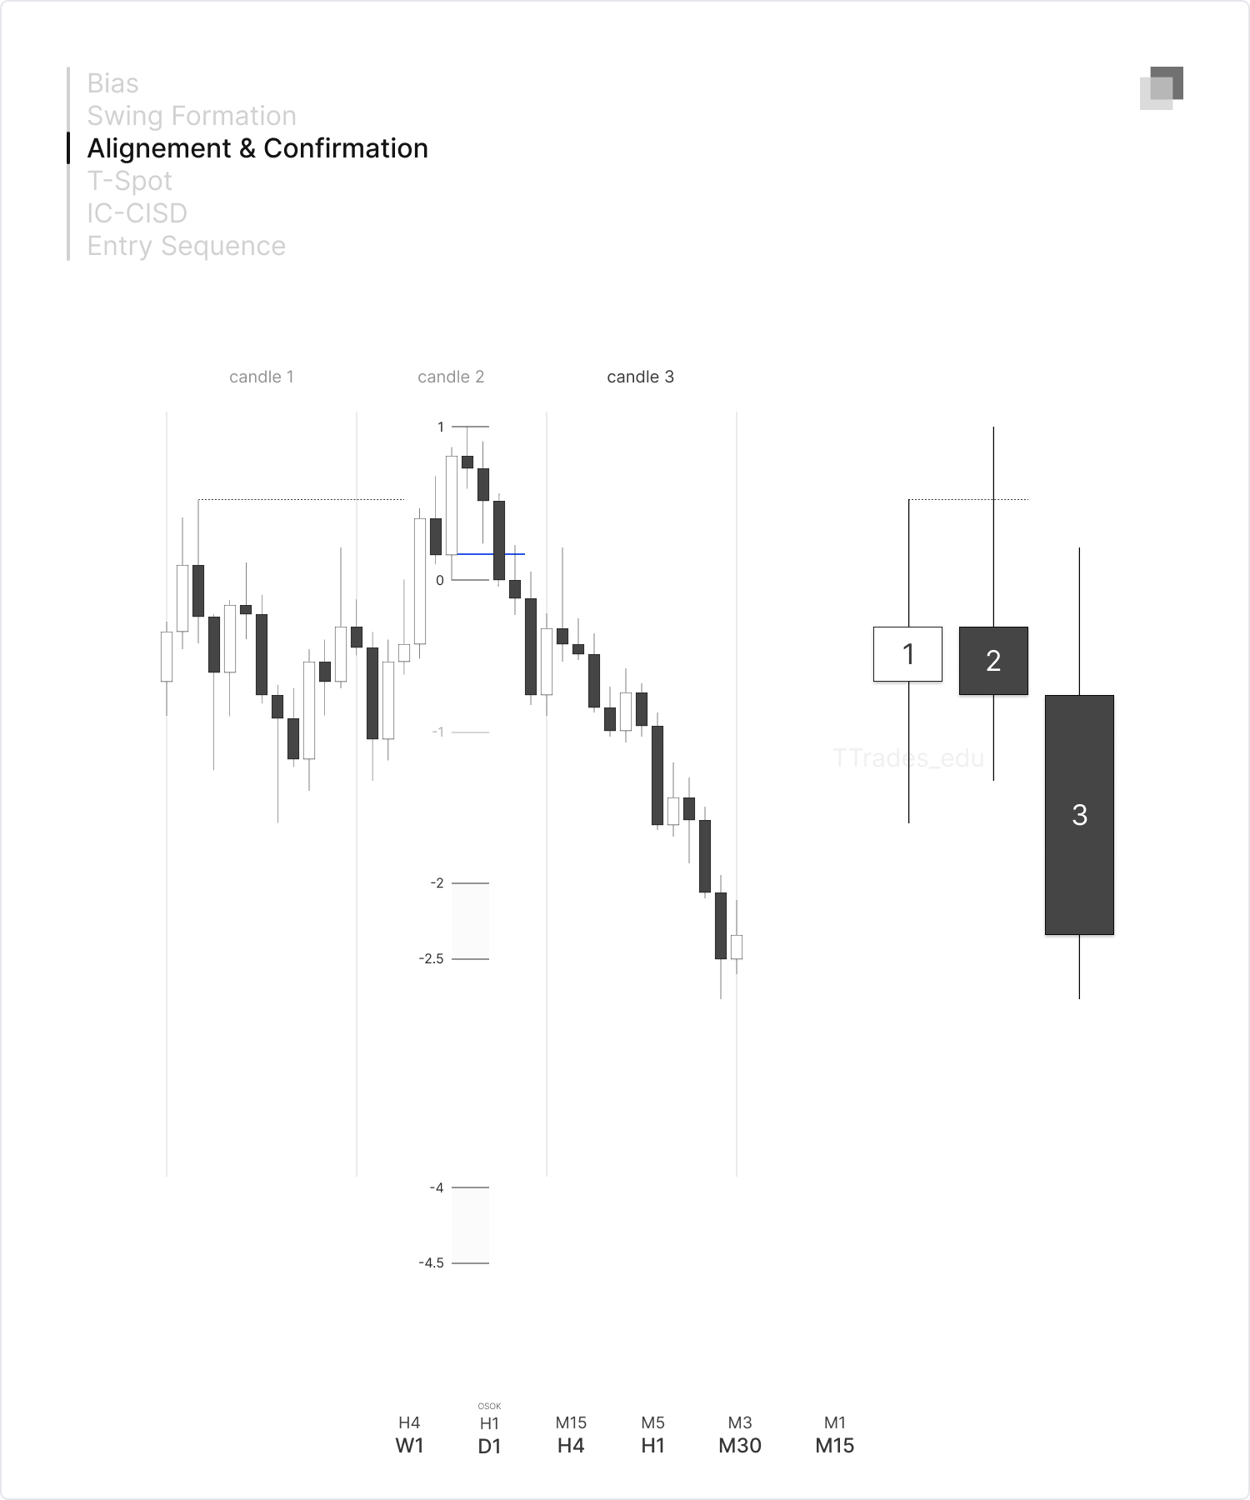 Bias
Swing Formation
Alignement & Confirmation
T-Spot
IC-CISD
Entry Sequence
candle 1 candle 2 candle 3
1
0
-1
-2
-2.5
-4
-4.5
1
2
3
TTrades_edu
OSOK
H4 H1 M15 M5 M3 M1
W1 D1 H4 H1 M30 M15